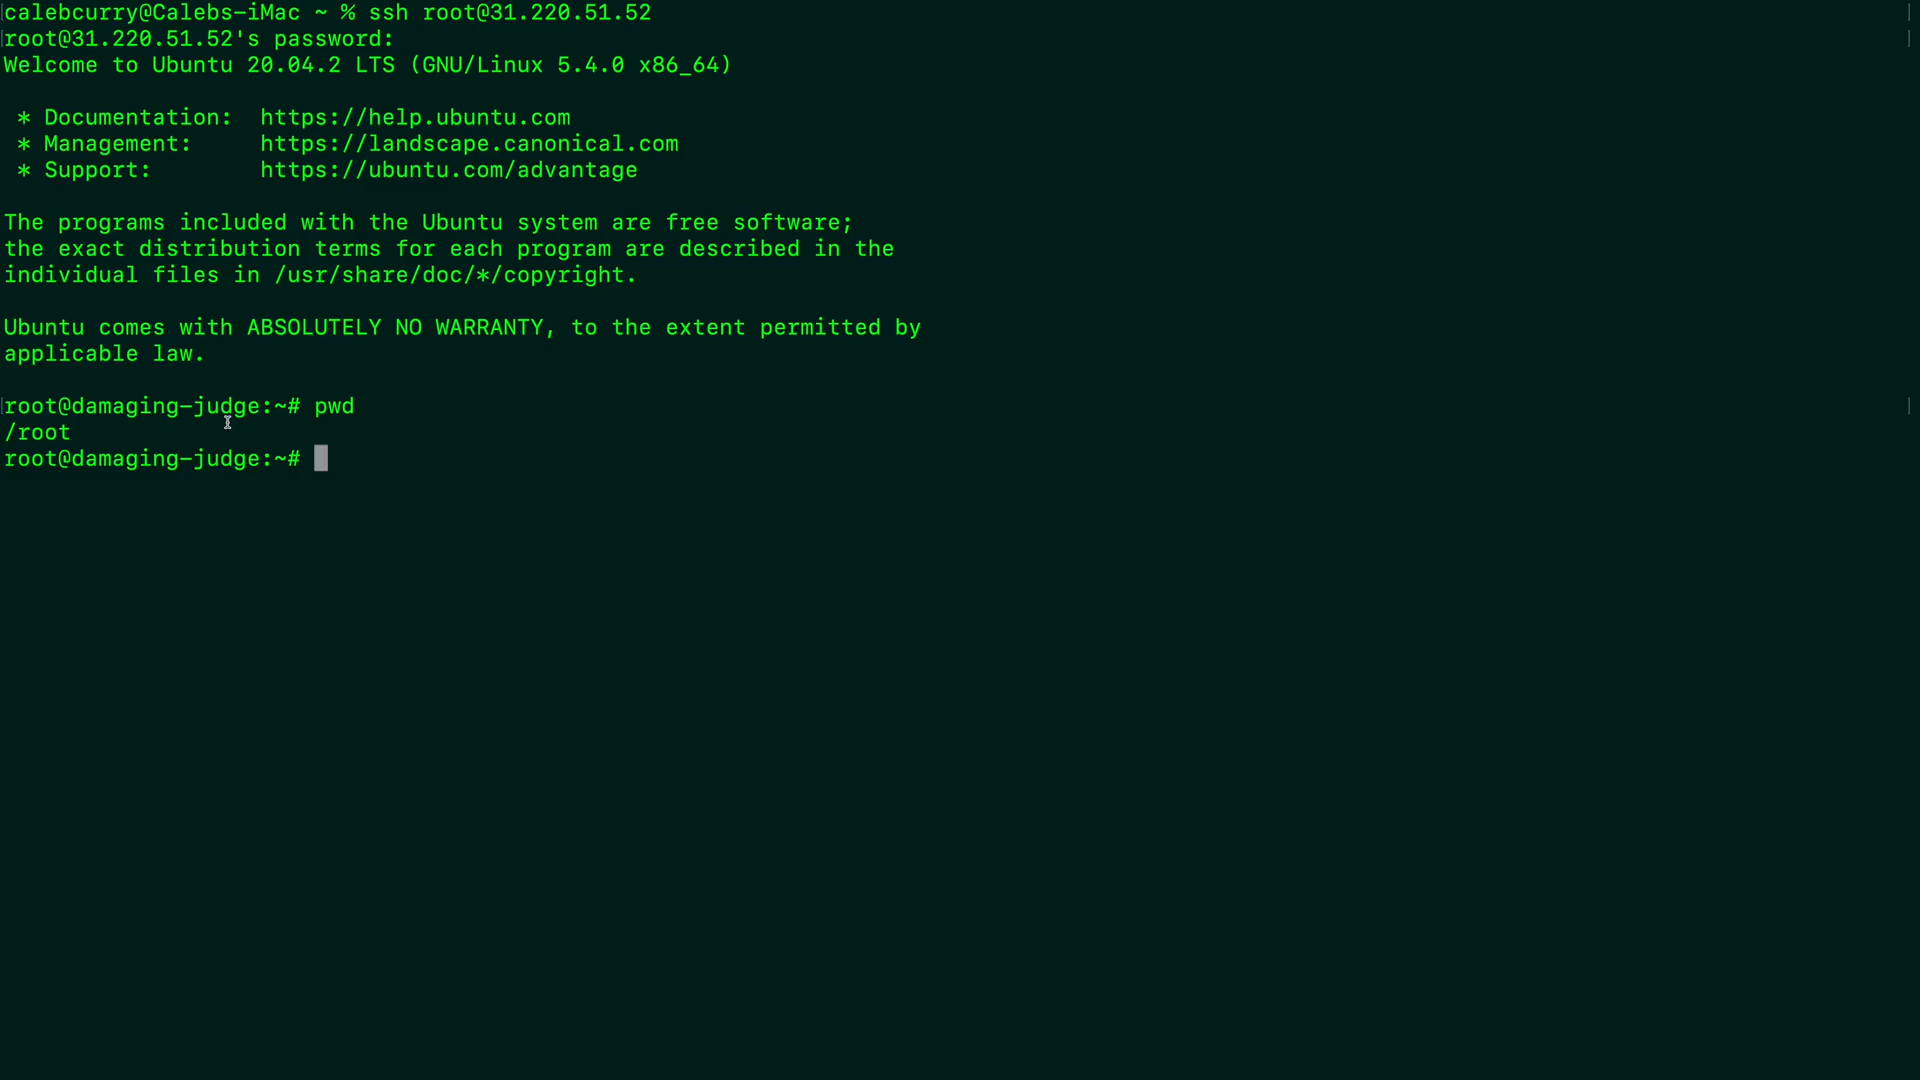 calebcurry@Calebs-iMac ~ % ssh root@31.220.51.52
root@31.220.51.52's password:
Welcome to Ubuntu 20.04.2 LTS (GNU/Linux 5.4.0 x86_64)
* Documentation:  https://help.ubuntu.com
* Management:     https://landscape.canonical.com
* Support:        https://ubuntu.com/advantage
The programs included with the Ubuntu system are free software;
the exact distribution terms for each program are described in the
individual files in /usr/share/doc/*/copyright.
Ubuntu comes with ABSOLUTELY NO WARRANTY, to the extent permitted by
applicable law.
root@damaging-judge:~# pwd
/root
root@damaging-judge:~#